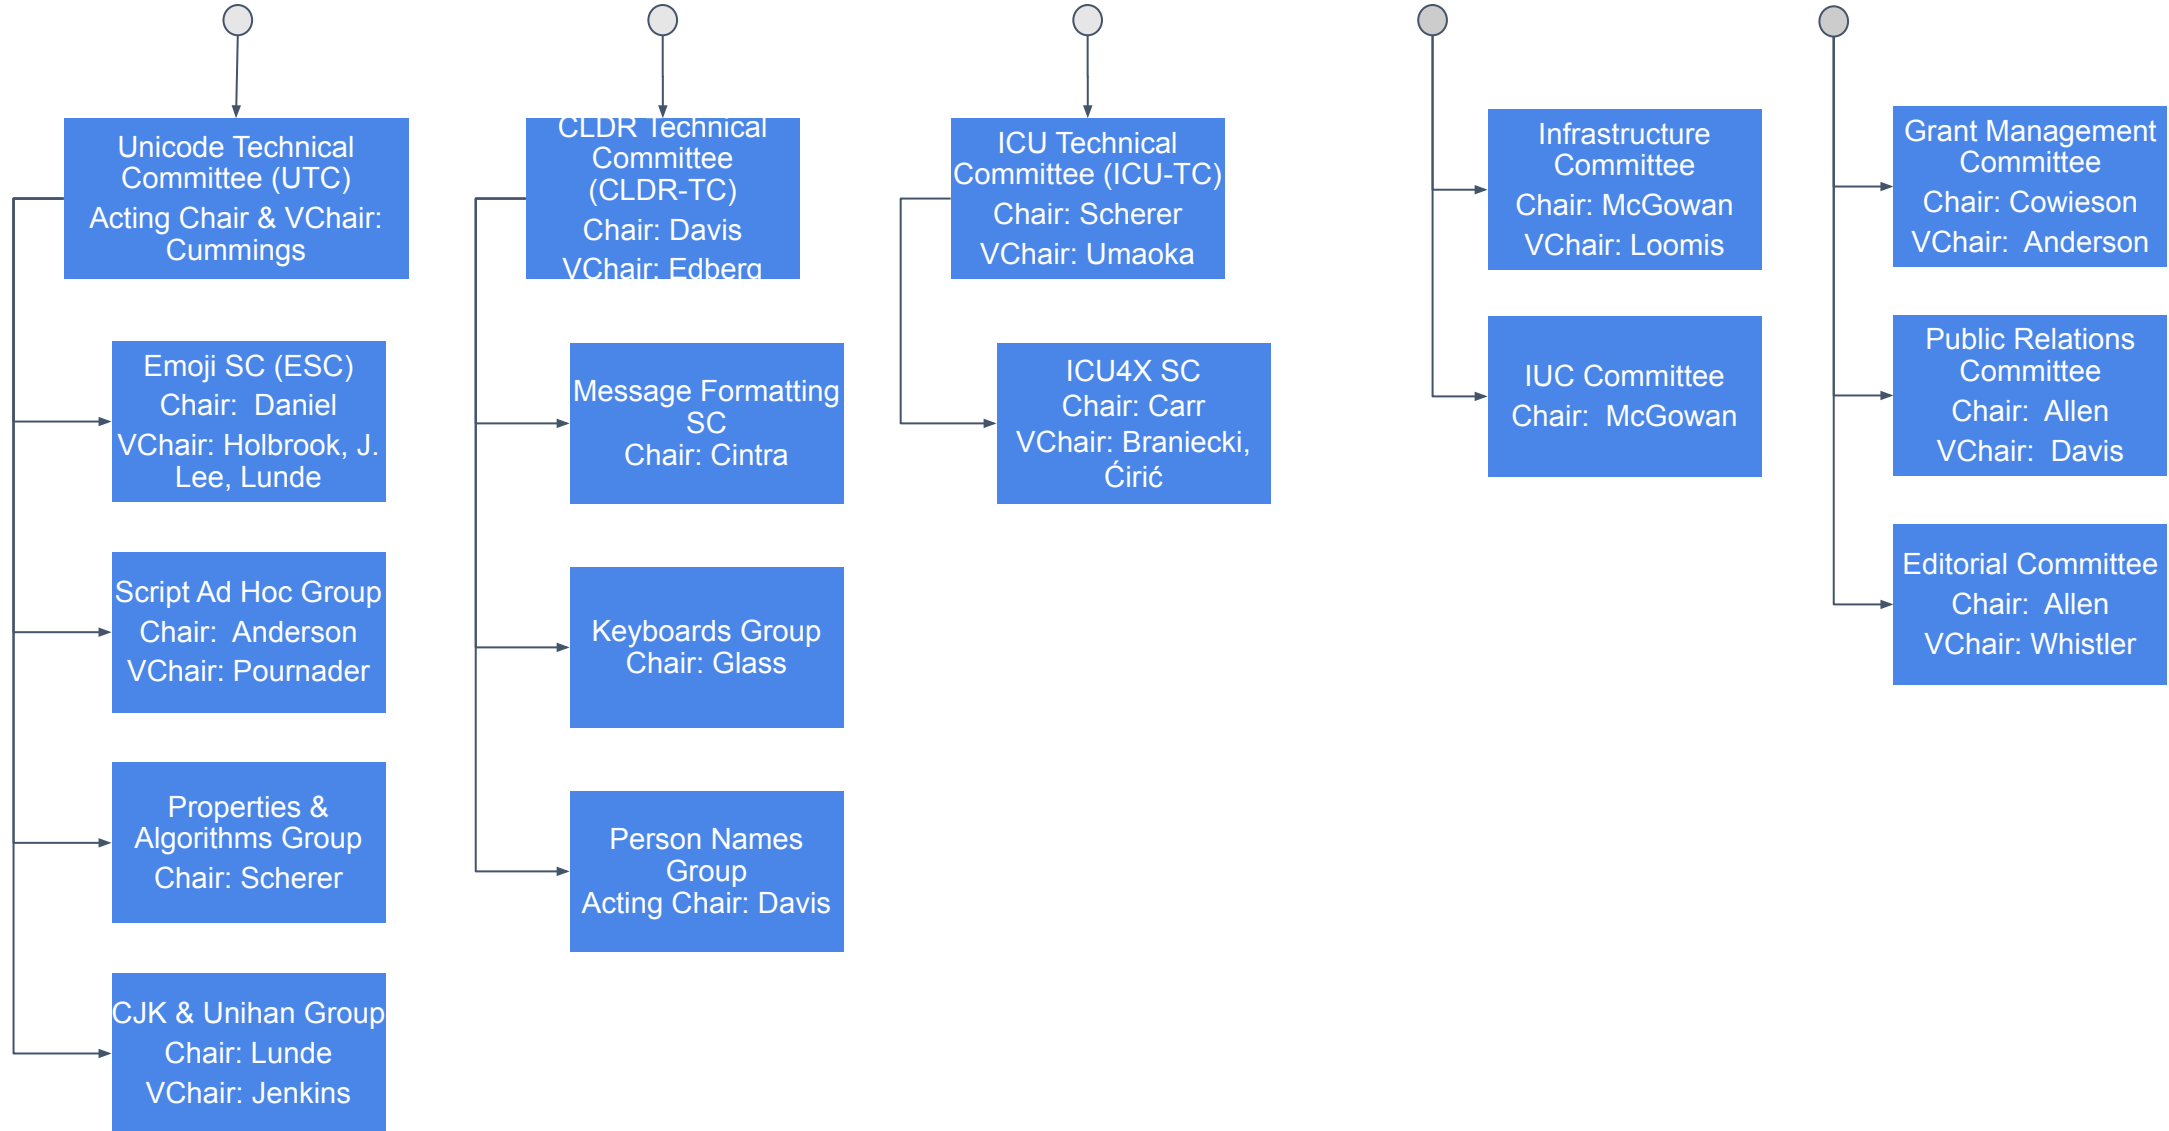 Unicode Technical
Committee (UTC)
Acting Chair & VChair:
Cummings
Emoji SC (ESC)
Chair:  Daniel
VChair: Holbrook, J.
Lee, Lunde
Script Ad Hoc Group
Chair:  Anderson
VChair: Pournader
Properties &
Algorithms Group
Chair: Scherer
CJK & Unihan Group
Chair: Lunde
VChair: Jenkins
CLDR Technical
Committee
(CLDR-TC)
Chair: Davis
VChair: Edberg
Message Formatting
SC
Chair: Cintra
Keyboards Group
Chair: Glass
Person Names
Group
Acting Chair: Davis
ICU Technical
Committee (ICU-TC)
Chair: Scherer
VChair: Umaoka
ICU4X SC
Chair: Carr
VChair: Braniecki,
Ćirić
Infrastructure
Committee
Chair: McGowan
VChair: Loomis
IUC Committee
Chair:  McGowan
Grant Management
Committee
Chair: Cowieson
VChair:  Anderson
Public Relations
Committee
Chair:  Allen
VChair:  Davis
Editorial Committee
Chair:  Allen
VChair: Whistler